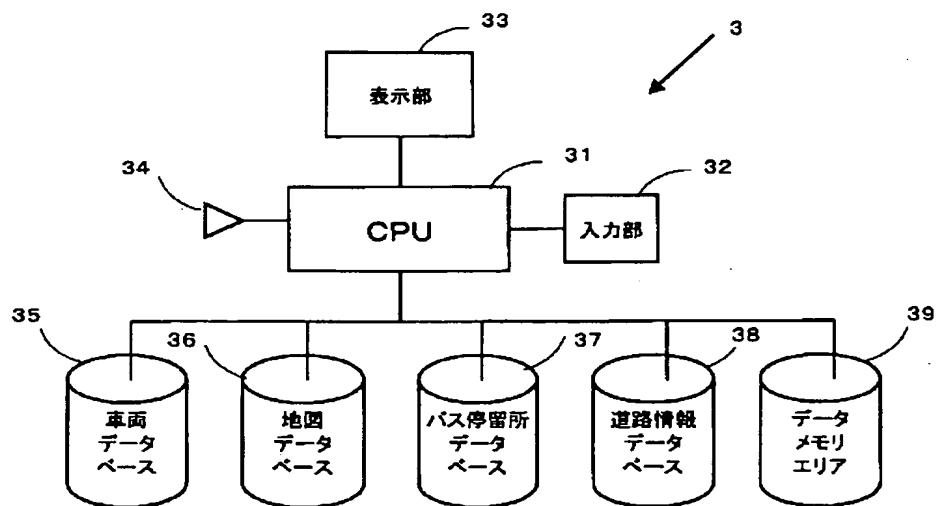 33
3
表示部
31
32
34
CPU
入力部
35
36
37
38
39
車両
データ
ベース
地図
データ
ベース
バス停留所
データ
ベース
道路情報
データ
ベース
データ
メモリ
エリア